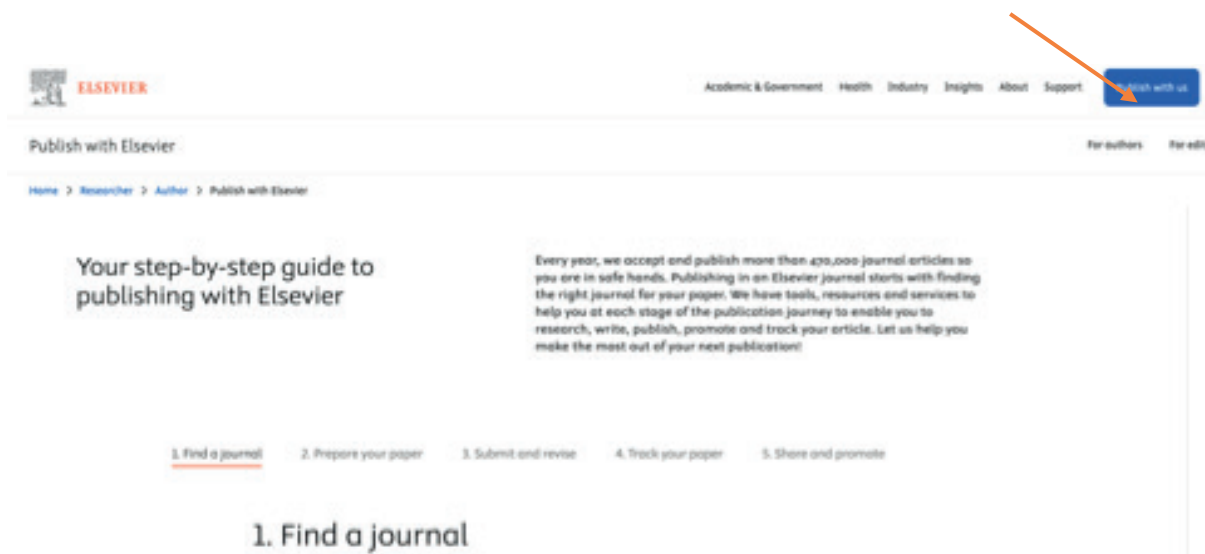 ELSEVIER
Academic & Government Health Industry Insights About Support Publish with us
Publish with Elsevier
For authors For edit
Home > Researcher > Author > Publish with Elsevier
Your step-by-step guide to
publishing with Elsevier
Every year, we accept and publish more than 470,000 journal articles so
you are in safe hands. Publishing in an Elsevier journal starts with finding
the right journal for your paper. We have tools, resources and services to
help you at each stage of the publication journey to enable you to
research, write, publish, promote and track your article. Let us help you
make the most out of your next publication!
1. Find a journal 2. Prepare your paper 3. Submit and revise 4. Track your paper 5. Share and promote
1. Find a journal